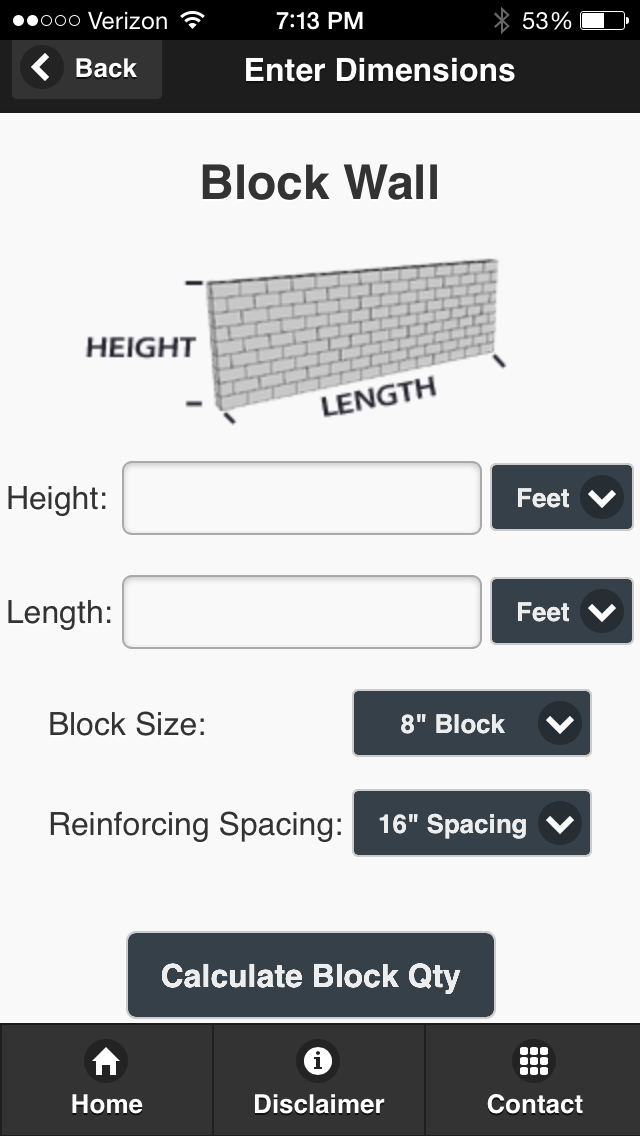 Verizon 7:13 PM 53%
Back Enter Dimensions
Block Wall
HEIGHT
LENGTH
Height: Feet
Length: Feet
Block Size: 8" Block
Reinforcing Spacing: 16" Spacing
Calculate Block Qty
Home Disclaimer Contact